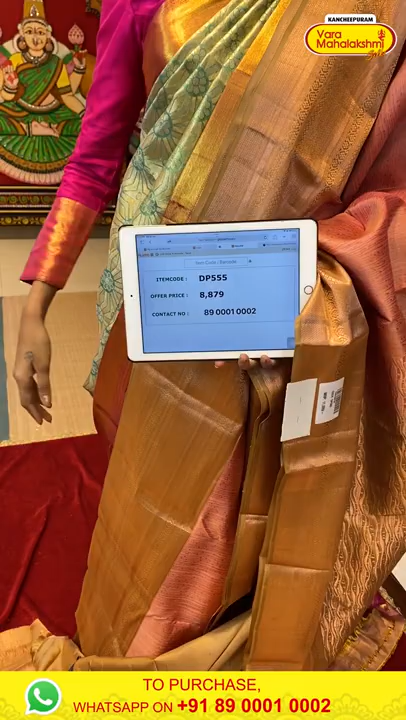 KANCHEEPURAM
Vara
Mahalakshmi
Silks
ITEMCODE : DP555
OFFER PRICE : 8,879
CONTACT NO : 89 0001 0002
TO PURCHASE,
WHATSAPP ON +91 89 0001 0002